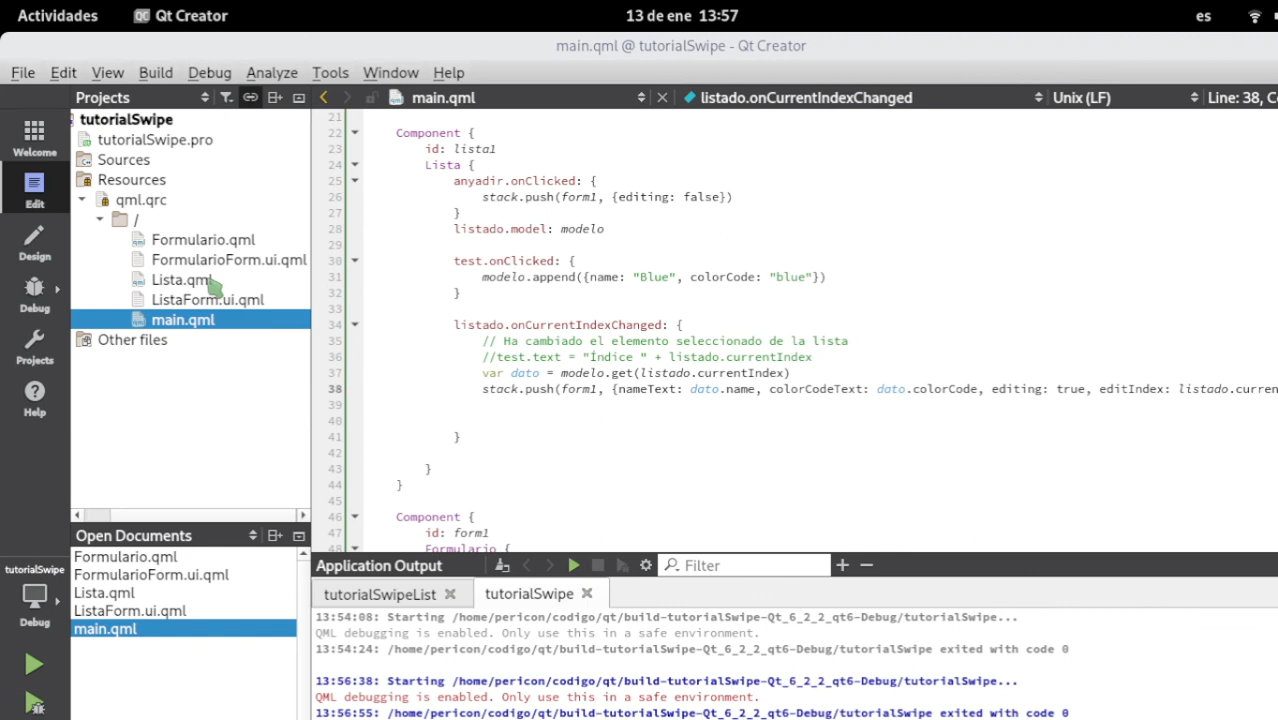 Actividades Qt Creator 13 de ene 13:57 es
main.qml @ tutorialSwipe - Qt Creator
File Edit View Build Debug Analyze Tools Window Help
Projects main.qml listado.onCurrentIndexChanged Unix (LF) Line: 38, C
Welcome
Edit
Design
Debug
Projects
Help
tutorialSwipe
Debug
tutorialSwipe
tutorialSwipe.pro
Sources
Resources
qml.qrc
/
Formulario.qml
FormularioForm.ui.qml
Lista.qml
ListaForm.ui.qml
main.qml
Other files
Open Documents
Formulario.qml
FormularioForm.ui.qml
Lista.qml
ListaForm.ui.qml
main.qml
21
22 Component {
23 id: lista1
24 Lista {
25 anyadir.onClicked: {
26 stack.push(form1, {editing: false})
27 }
28 listado.model: modelo
29
30 test.onClicked: {
31 modelo.append({name: "Blue", colorCode: "blue"})
32 }
33
34 listado.onCurrentIndexChanged: {
35 // Ha cambiado el elemento seleccionado de la lista
36 //test.text = "Índice " + listado.currentIndex
37 var dato = modelo.get(listado.currentIndex)
38 stack.push(form1, {nameText: dato.name, colorCodeText: dato.colorCode, editing: true, editIndex: listado.curren
39
40
41 }
42
43 }
44 }
45
46 Component {
47 id: form1
48 Formulario {
Application Output Filter
tutorialSwipeList tutorialSwipe
13:54:08: Starting /home/pericon/codigo/qt/build-tutorialSwipe-Qt_6_2_2_qt6-Debug/tutorialSwipe...
QML debugging is enabled. Only use this in a safe environment.
13:54:24: /home/pericon/codigo/qt/build-tutorialSwipe-Qt_6_2_2_qt6-Debug/tutorialSwipe exited with code 0
13:56:38: Starting /home/pericon/codigo/qt/build-tutorialSwipe-Qt_6_2_2_qt6-Debug/tutorialSwipe...
QML debugging is enabled. Only use this in a safe environment.
13:56:55: /home/pericon/codigo/qt/build-tutorialSwipe-Qt_6_2_2_qt6-Debug/tutorialSwipe exited with code 0